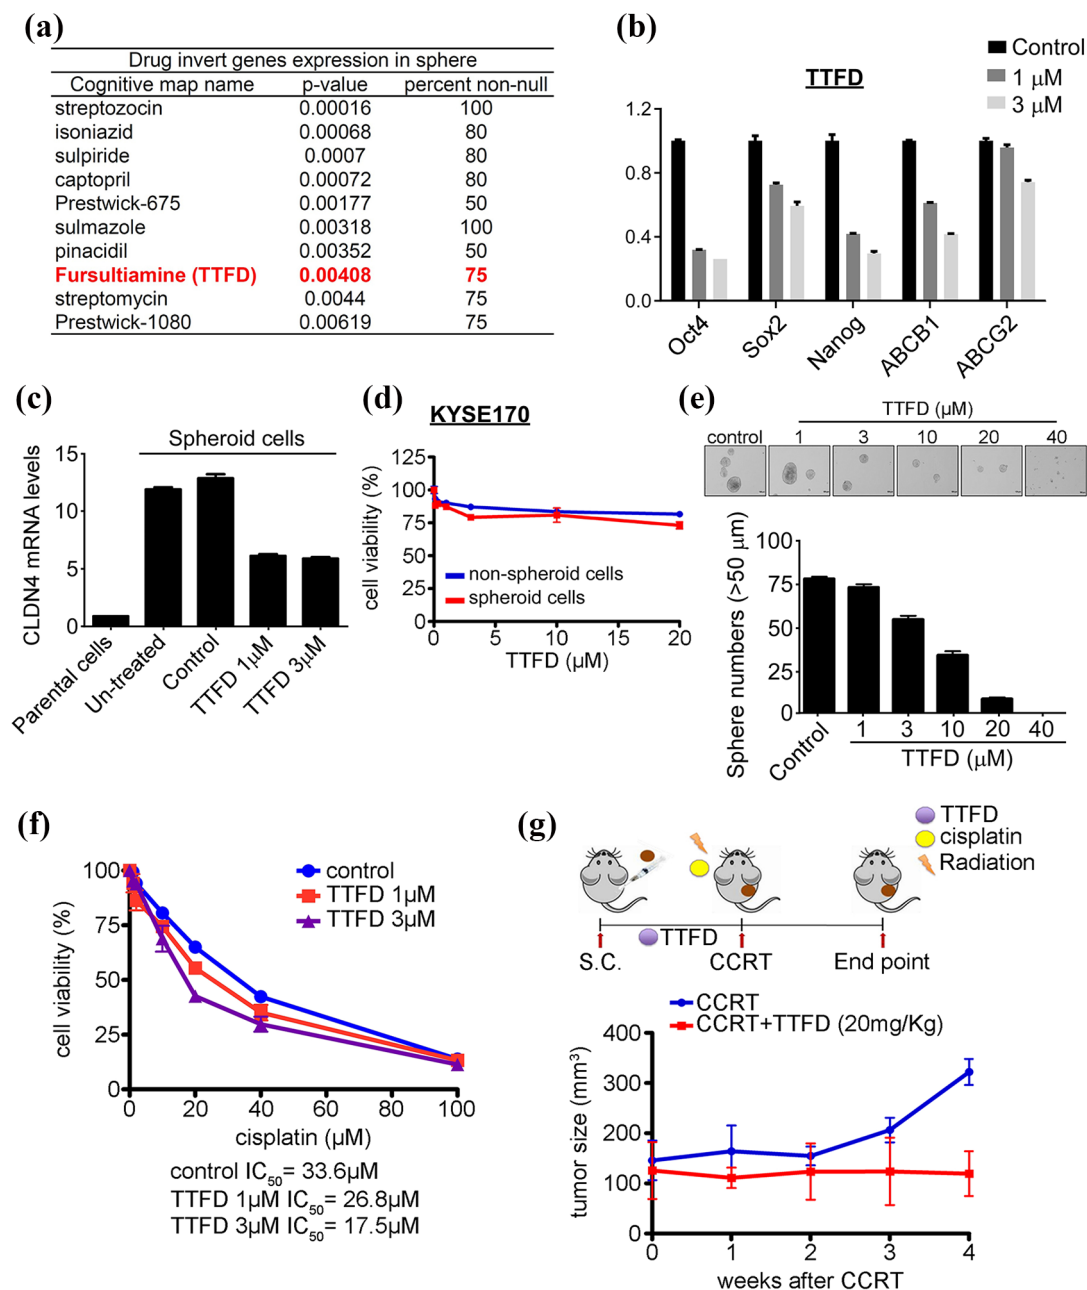 (a)
Drug invert genes expression in sphere
Cognitive map name p-value percent non-null
streptozocin 0.00016 100
isoniazid 0.00068 80
sulpiride 0.0007 80
captopril 0.00072 80
Prestwick-675 0.00177 50
sulmazole 0.00318 100
pinacidil 0.00352 50
Fursultiamine (TTFD) 0.00408 75
streptomycin 0.0044 75
Prestwick-1080 0.00619 75
(b)
Control
1 μM
3 μM
TTFD
1.2
0.8
0.4
0.0
Oct4 Sox2 Nanog ABCB1 ABCG2
(c)
Spheroid cells
CLDN4 mRNA levels
15
10
5
0
Parental cells Un-treated Control TTFD 1μM TTFD 3μM
(d)
KYSE170
cell viability (%)
125
100
75
50
25
0
non-spheroid cells
spheroid cells
0 5 10 15 20
TTFD (μM)
(e)
TTFD (μM)
control 1 3 10 20 40
Sphere numbers (>50 μm)
75
50
25
0
Control 1 3 10 20 40
TTFD (μM)
(f)
control
TTFD 1μM
TTFD 3μM
cell viability (%)
100
75
50
25
0
0 20 40 60 80 100
cisplatin (μM)
control IC50= 33.6μM
TTFD 1μM IC50= 26.8μM
TTFD 3μM IC50= 17.5μM
(g)
TTFD
cisplatin
Radiation
TTFD
S.C. CCRT End point
CCRT
CCRT+TTFD (20mg/Kg)
tumor size (mm3)
400
300
200
100
0
0 1 2 3 4
weeks after CCRT